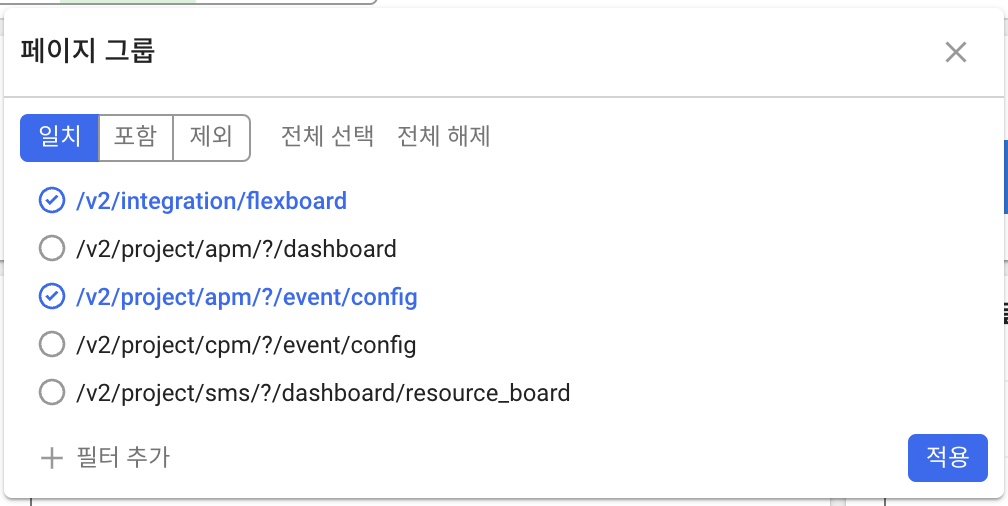 페이지 그룹
일치 포함 제외 전체 선택 전체 해제
/v2/integration/flexboard
/v2/project/apm/?/dashboard
/v2/project/apm/?/event/config
/v2/project/cpm/?/event/config
/v2/project/sms/?/dashboard/resource_board
필터 추가 적용